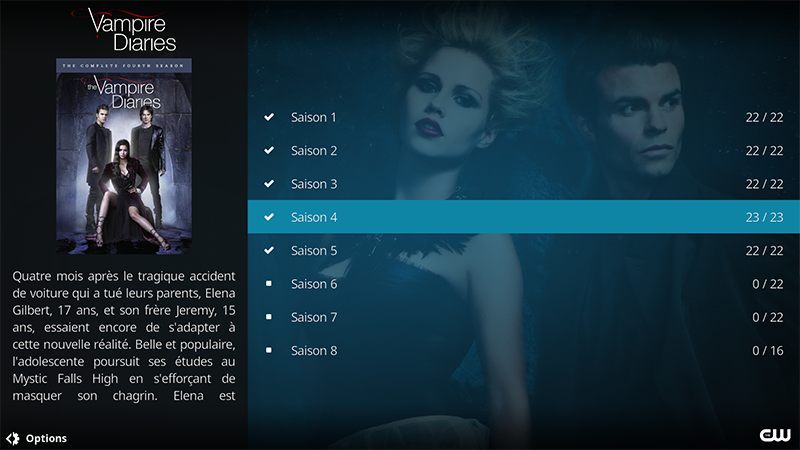 Vampire
Diaries
THE COMPLETE FOURTH SEASON
the Vampire
Diaries
Quatre mois après le tragique accident
de voiture qui a tué leurs parents, Elena
Gilbert, 17 ans, et son frère Jeremy, 15
ans, essaient encore de s'adapter à
cette nouvelle réalité. Belle et populaire,
l'adolescente poursuit ses études au
Mystic Falls High en s'efforçant de
masquer son chagrin. Elena est
Saison 1 22 / 22
Saison 2 22 / 22
Saison 3 22 / 22
Saison 4 23 / 23
Saison 5 22 / 22
Saison 6 0 / 22
Saison 7 0 / 22
Saison 8 0 / 16
Options
CW